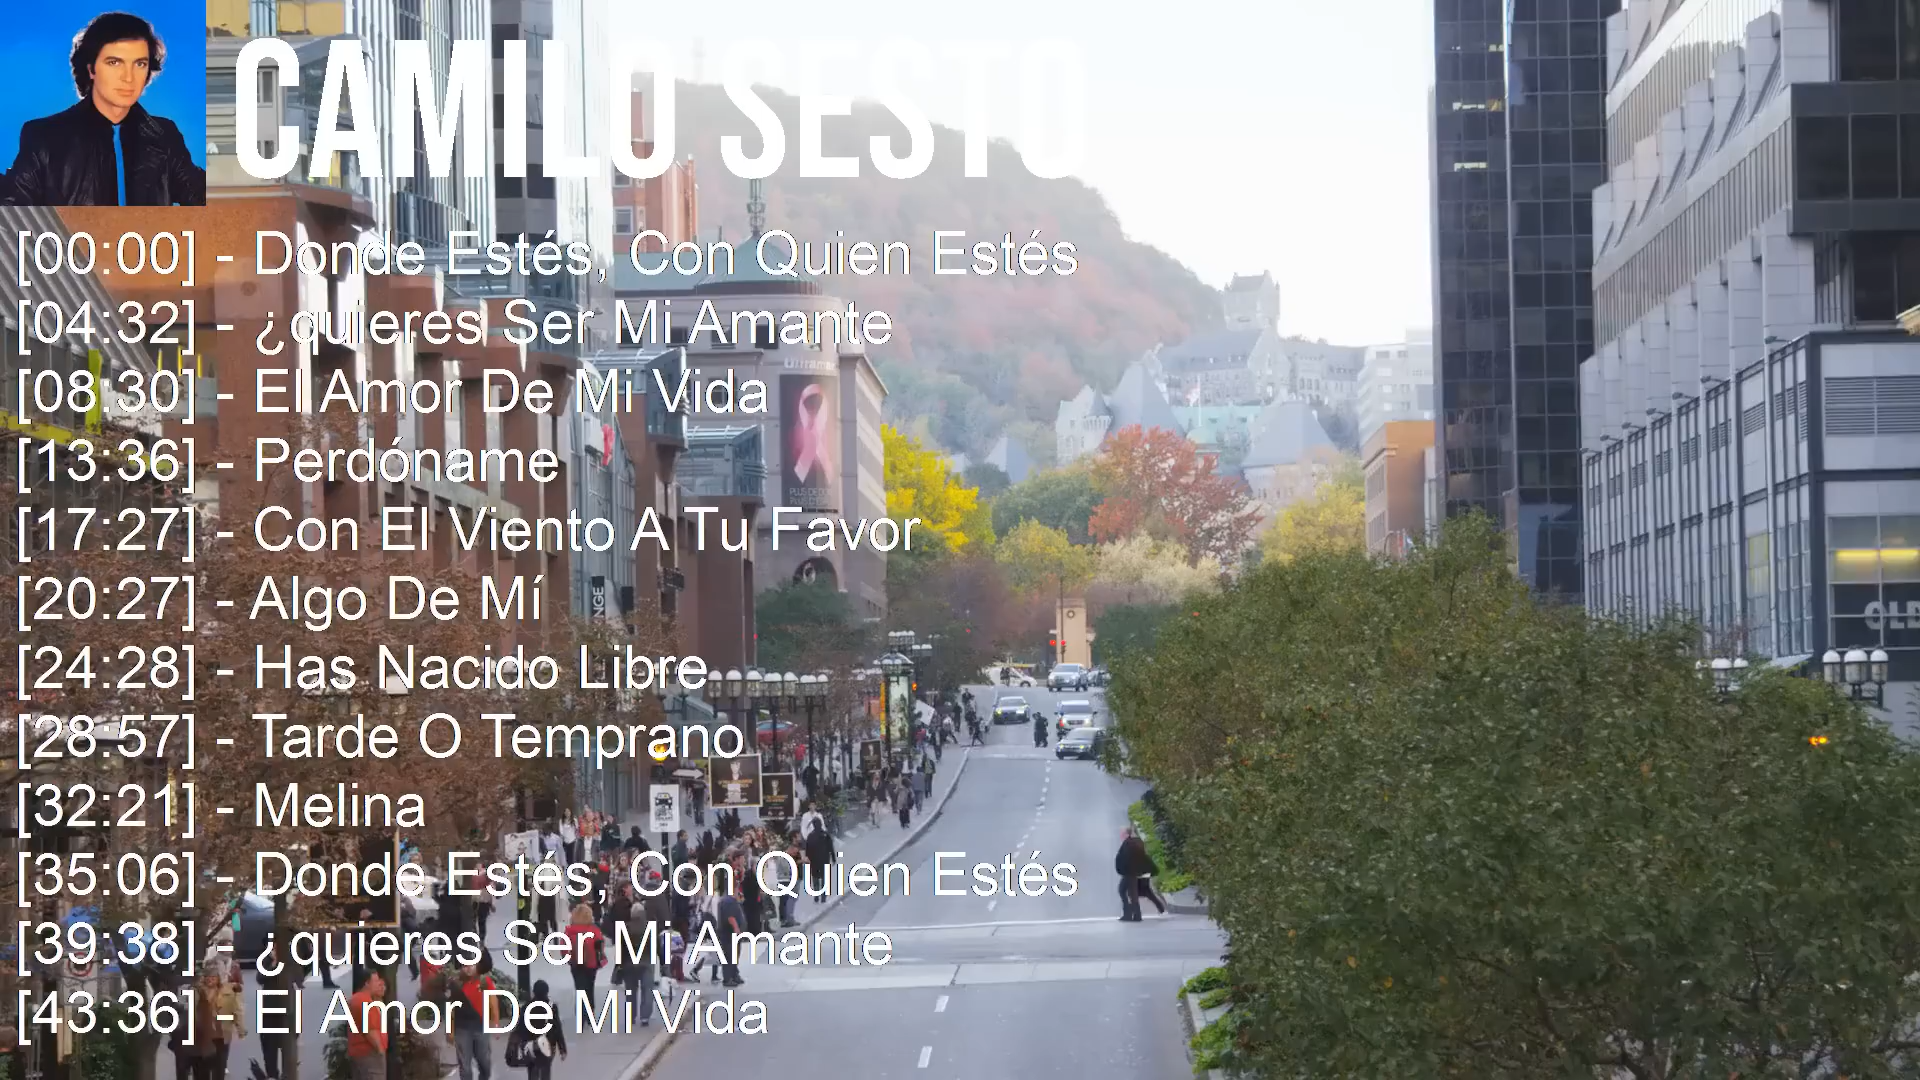 CAMILO SESTO
[00:00] - Donde Estés, Con Quien Estés
[04:32] - ¿quieres Ser Mi Amante
[08:30] - El Amor De Mi Vida
[13:36] - Perdóname
[17:27] - Con El Viento A Tu Favor
[20:27] - Algo De Mí
[24:28] - Has Nacido Libre
[28:57] - Tarde O Temprano
[32:21] - Melina
[35:06] - Donde Estés, Con Quien Estés
[39:38] - ¿quieres Ser Mi Amante
[43:36] - El Amor De Mi Vida
Ultramar
OLD